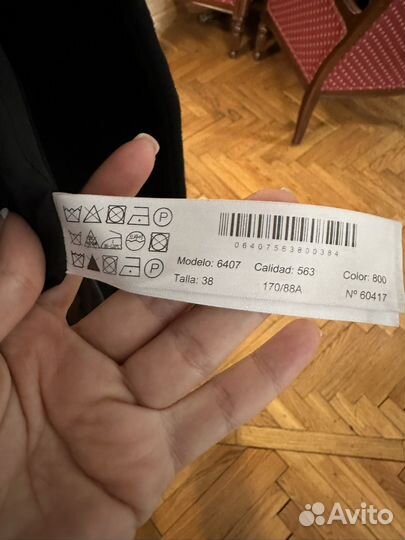 06407563800384
Modelo: 6407 Calidad: 563 Color: 800
Talla: 38 170/88A Nº 60417
Avito